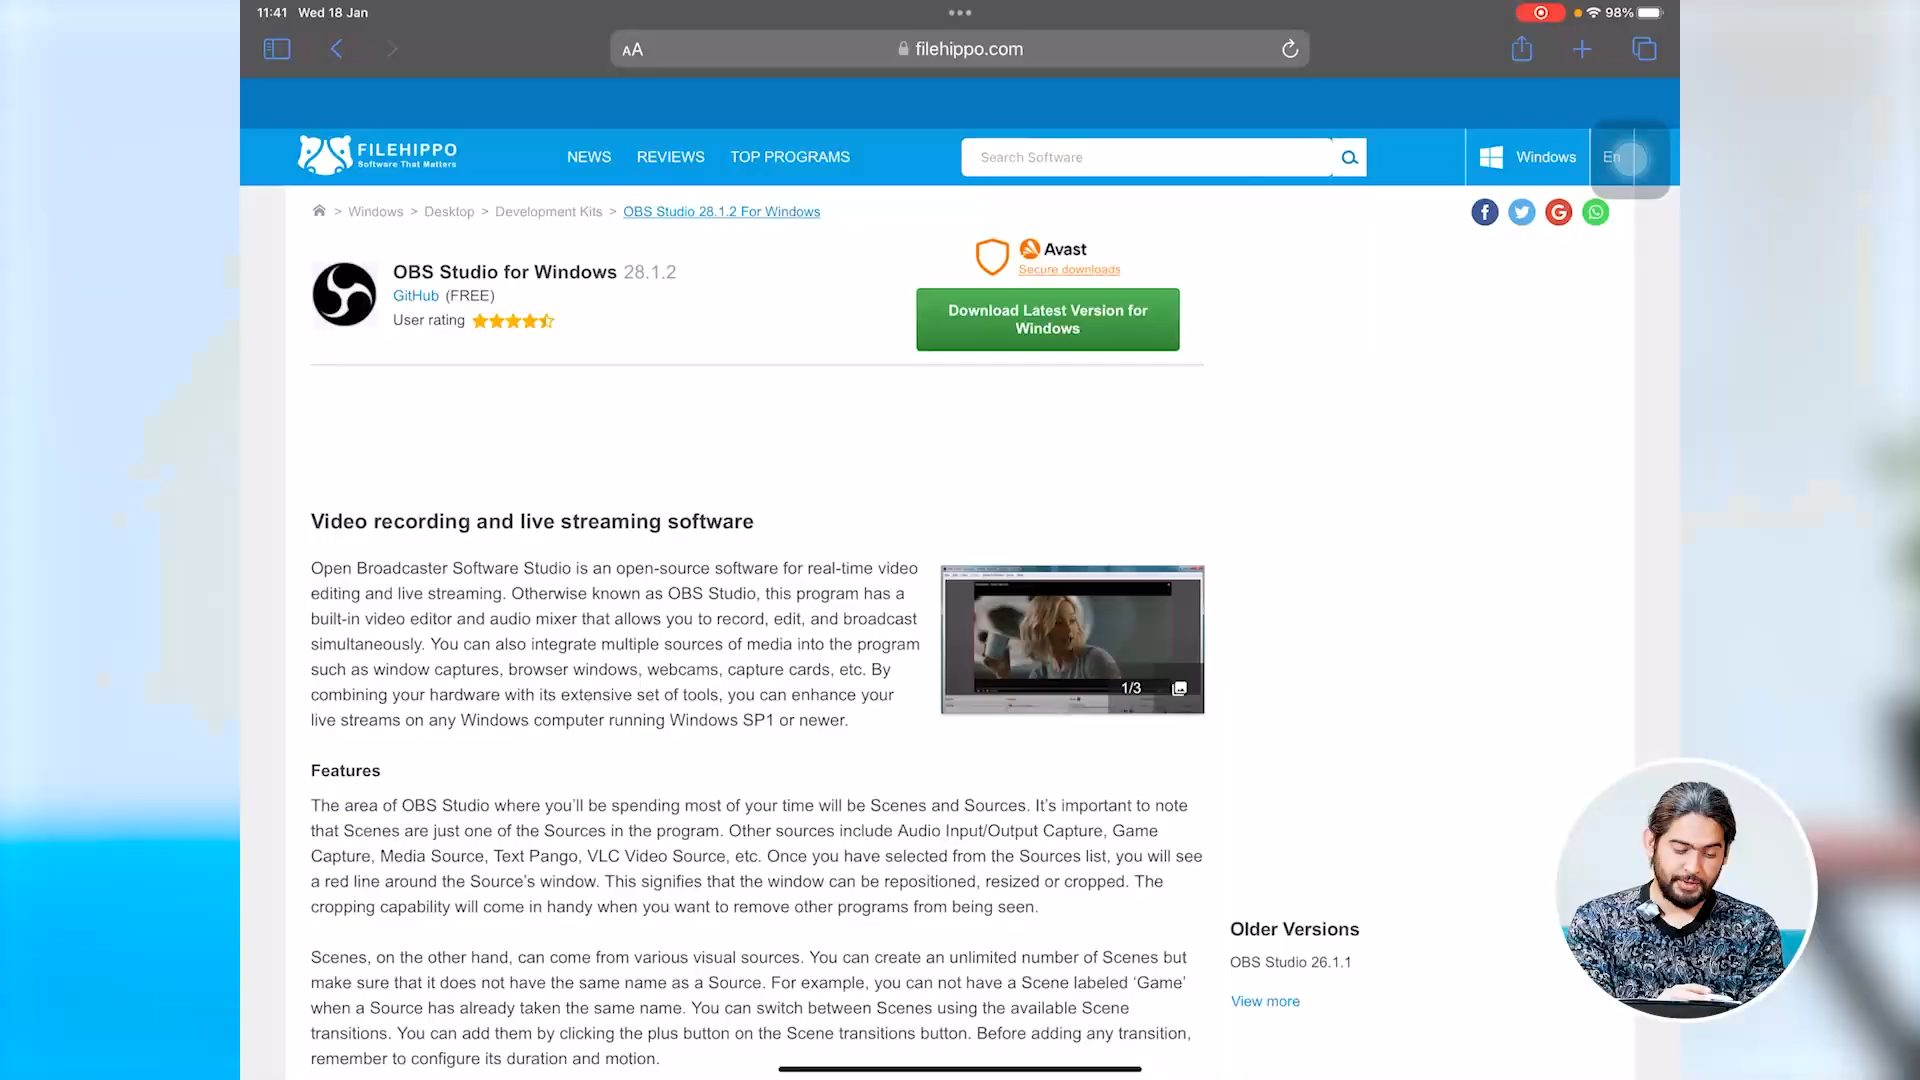 11:41 Wed 18 Jan
98%
AA
filehippo.com
FILEHIPPO
Software That Matters
NEWS REVIEWS TOP PROGRAMS
Search Software
Windows
En
> Windows > Desktop > Development Kits > OBS Studio 28.1.2 For Windows
Avast
Secure downloads
OBS Studio for Windows 28.1.2
GitHub (FREE)
User rating
Download Latest Version for
Windows
Video recording and live streaming software
Open Broadcaster Software Studio is an open-source software for real-time video
editing and live streaming. Otherwise known as OBS Studio, this program has a
built-in video editor and audio mixer that allows you to record, edit, and broadcast
simultaneously. You can also integrate multiple sources of media into the program
such as window captures, browser windows, webcams, capture cards, etc. By
combining your hardware with its extensive set of tools, you can enhance your
live streams on any Windows computer running Windows SP1 or newer.
1/3
Features
The area of OBS Studio where you’ll be spending most of your time will be Scenes and Sources. It’s important to note
that Scenes are just one of the Sources in the program. Other sources include Audio Input/Output Capture, Game
Capture, Media Source, Text Pango, VLC Video Source, etc. Once you have selected from the Sources list, you will see
a red line around the Source’s window. This signifies that the window can be repositioned, resized or cropped. The
cropping capability will come in handy when you want to remove other programs from being seen.
Scenes, on the other hand, can come from various visual sources. You can create an unlimited number of Scenes but
make sure that it does not have the same name as a Source. For example, you can not have a Scene labeled ‘Game’
when a Source has already taken the same name. You can switch between Scenes using the available Scene
transitions. You can add them by clicking the plus button on the Scene transitions button. Before adding any transition,
remember to configure its duration and motion.
Older Versions
OBS Studio 26.1.1
View more